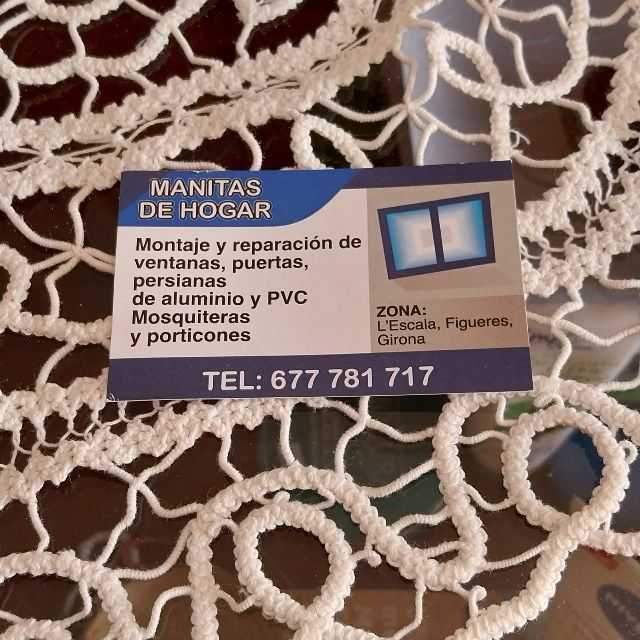 MANITAS
DE HOGAR
Montaje y reparación de
ventanas, puertas,
persianas
de aluminio y PVC
Mosquiteras
y porticones
ZONA:
L'Escala, Figueres,
Girona
TEL: 677 781 717